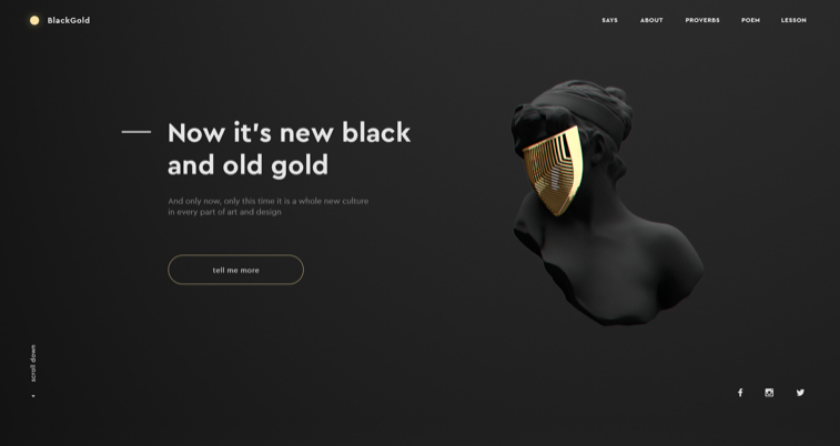 BlackGold
SAYS ABOUT PROVERBS POEM LESSON
Now it's new black
and old gold
And only now, only this time it is a whole new culture
in every part of art and design
tell me more
scroll down